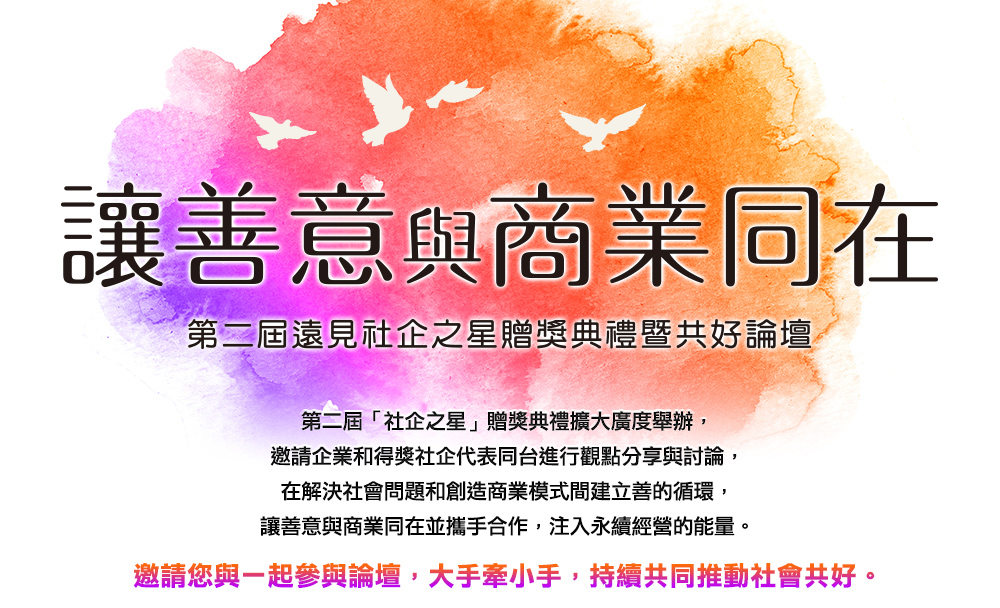 讓善意與商業同在
第二屆遠見社企之星贈獎典禮暨共好論壇
第二屆「社企之星」贈獎典禮擴大廣度舉辦，
邀請企業和得獎社企代表同台進行觀點分享與討論，
在解決社會問題和創造商業模式間建立善的循環，
讓善意與商業同在並攜手合作，注入永續經營的能量。
邀請您與一起參與論壇，大手牽小手，持續共同推動社會共好。